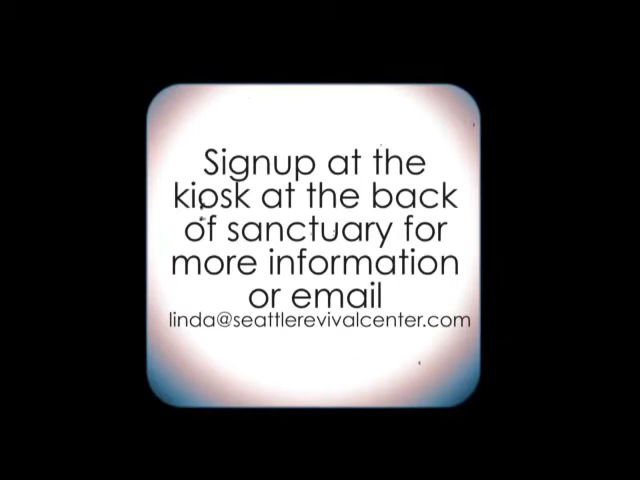 Signup at the
kiosk at the back
of sanctuary for
more information
or email
linda@seattlerevivalcenter.com